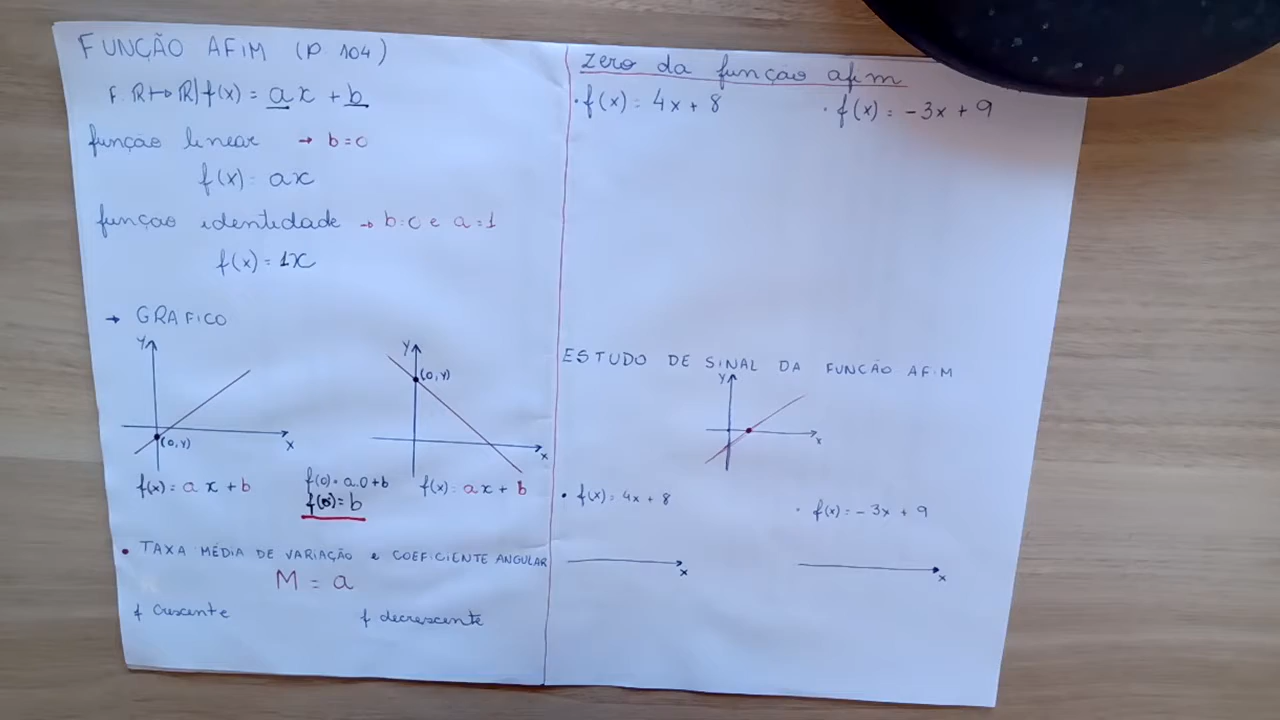 FUNÇÃO AFIM (P. 104)
F: R↦R| f(x) = ax + b
função linear → b=0
f(x) = ax
função identidade → b=0 e a=1
f(x) = 1x
→ GRAFICO
y
(0,y)
x
f(x) = ax + b
f(0) = a.0+b
f(0) = b
y
(0,y)
x
f(x) = ax + b
• TAXA MÉDIA DE VARIAÇÃO e COEFICIENTE ANGULAR
M = a
f crescente
f decrescente
Zero da função afim
• f(x) = 4x + 8
• f(x) = -3x + 9
ESTUDO DE SINAL DA FUNCÃO AFIM
y
x
• f(x) = 4x + 8
x
• f(x) = -3x + 9
x